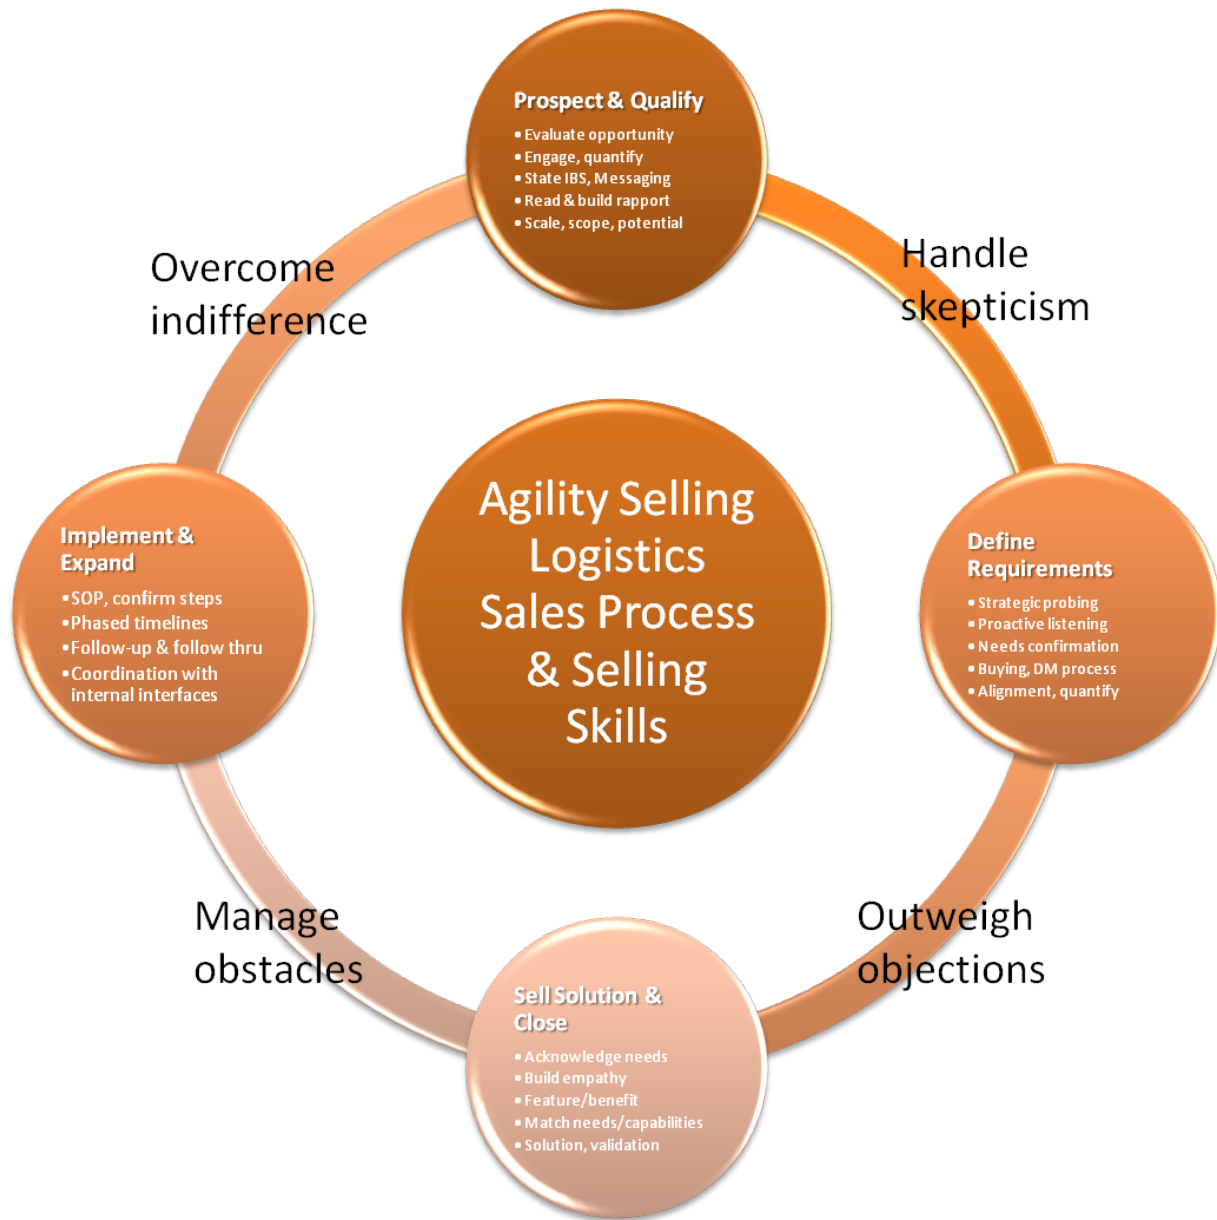 Prospect & Qualify
• Evaluate opportunity
• Engage, quantify
• State IBS, Messaging
• Read & build rapport
• Scale, scope, potential
Overcome
indifference
Handle
skepticism
Agility Selling
Logistics
Sales Process
& Selling
Skills
Implement &
Expand
• SOP, confirm steps
• Phased timelines
• Follow-up & follow thru
• Coordination with
internal interfaces
Define
Requirements
• Strategic probing
• Proactive listening
• Needs confirmation
• Buying, DM process
• Alignment, quantify
Manage
obstacles
Outweigh
objections
Sell Solution &
Close
• Acknowledge needs
• Build empathy
• Feature/benefit
• Match needs/capabilities
• Solution, validation